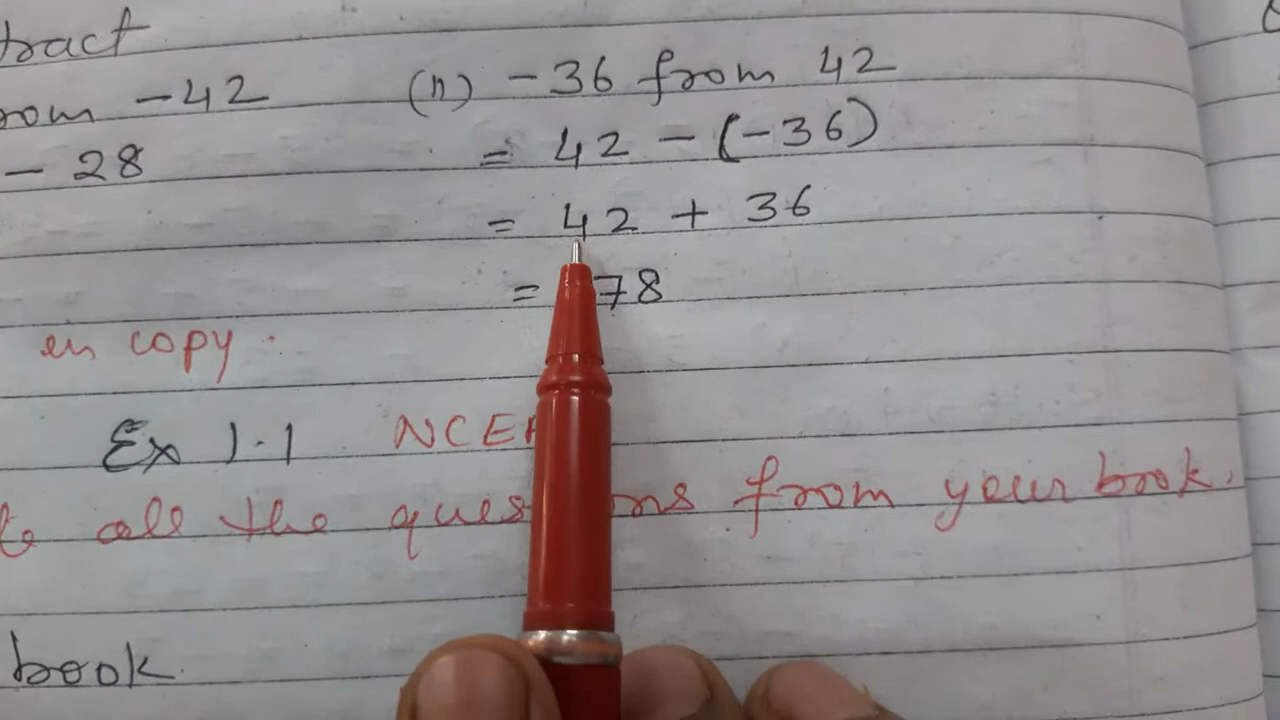 tract
rom -42
- 28
(ii) -36 from 42
= 42 - (-36)
= 42 + 36
= 78
in copy.
Ex 1.1 NCE
all the ques ns from your book.
book.